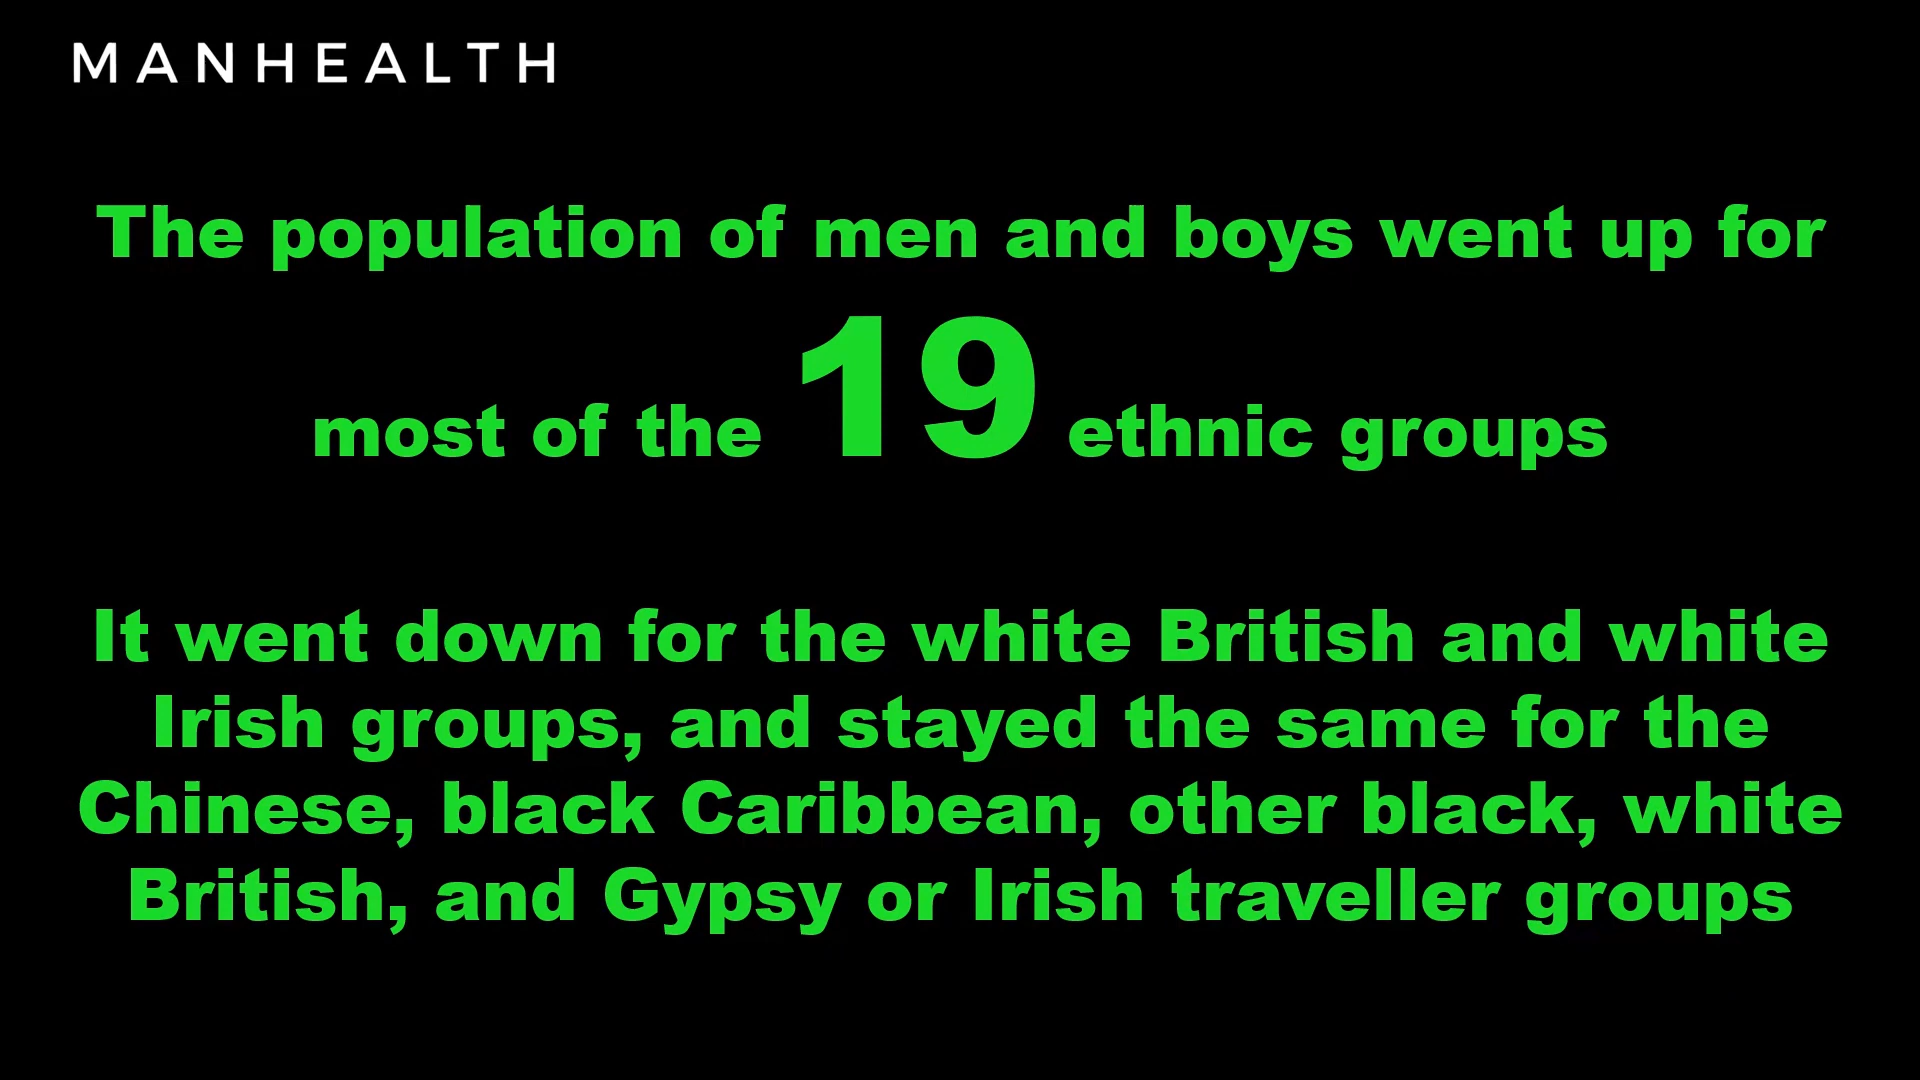 MANHEALTH
The population of men and boys went up for
most of the 19 ethnic groups
It went down for the white British and white
Irish groups, and stayed the same for the
Chinese, black Caribbean, other black, white
British, and Gypsy or Irish traveller groups